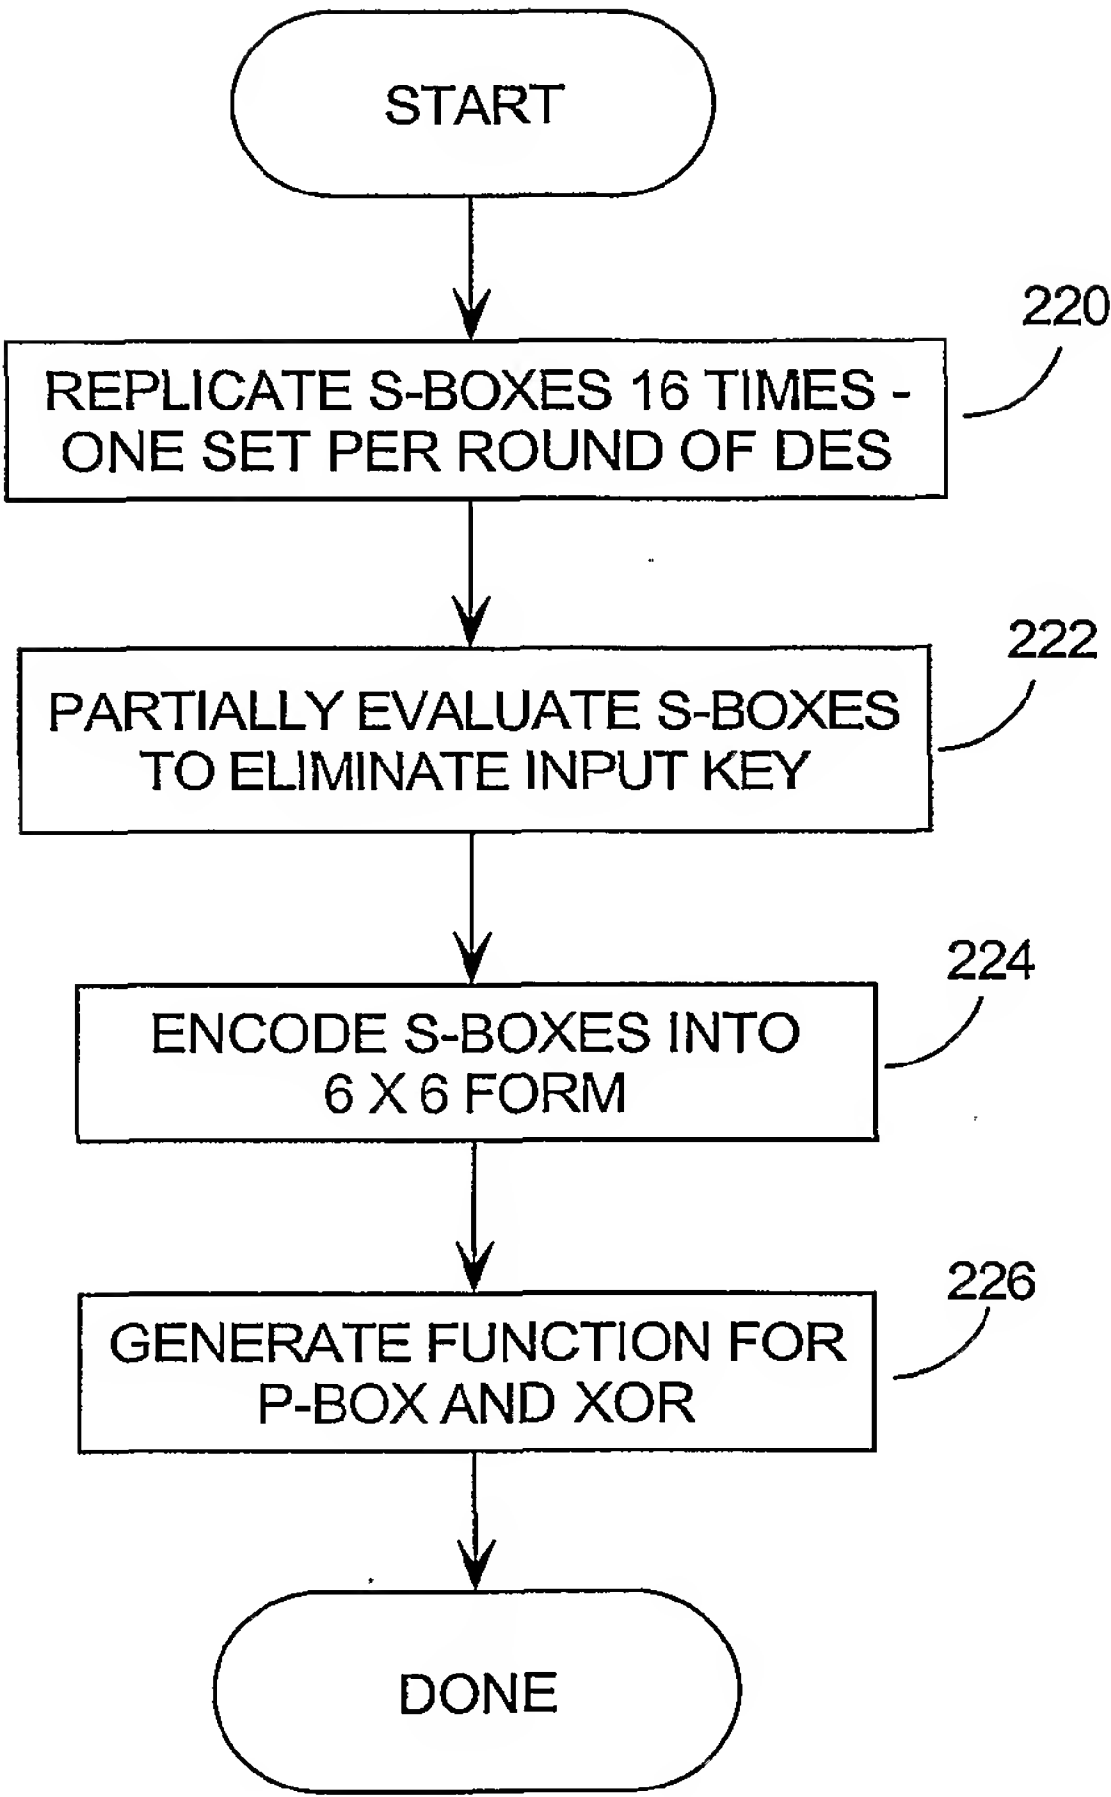 START
220
REPLICATE S-BOXES 16 TIMES -
ONE SET PER ROUND OF DES
222
PARTIALLY EVALUATE S-BOXES
TO ELIMINATE INPUT KEY
224
ENCODE S-BOXES INTO
6 X 6 FORM
226
GENERATE FUNCTION FOR
P-BOX AND XOR
DONE